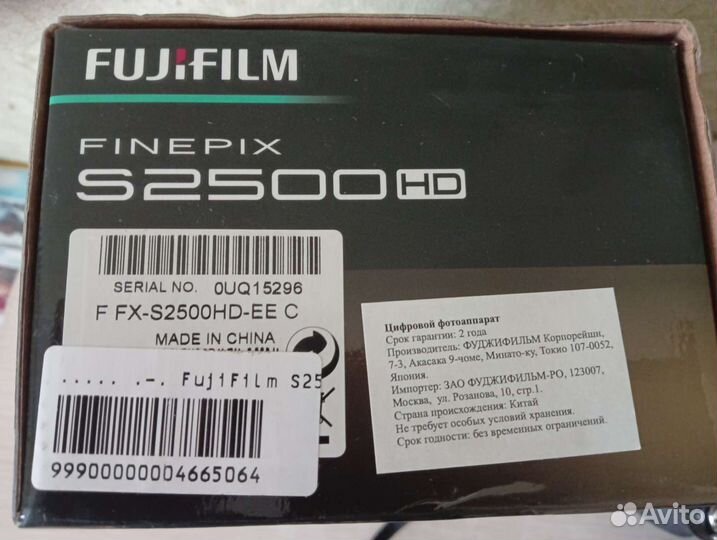 FUJIFILM
FINEPIX
S2500 HD
SERIAL NO. 0UQ15296
F FX-S2500HD-EE C
MADE IN CHINA
..... .-. FujiFilm S25
99900000004665064
Цифровой фотоаппарат
Срок гарантии: 2 года
Производитель: ФУДЖИФИЛЬМ Корпорейшн,
7-3, Акасака 9-чоме, Минато-ку, Токио 107-0052,
Япония.
Импортер: ЗАО ФУДЖИФИЛЬМ-РО, 123007,
Москва, ул. Розанова, 10, стр.1.
Страна происхождения: Китай
Не требует особых условий хранения.
Срок годности: без временных ограничений.
Avito